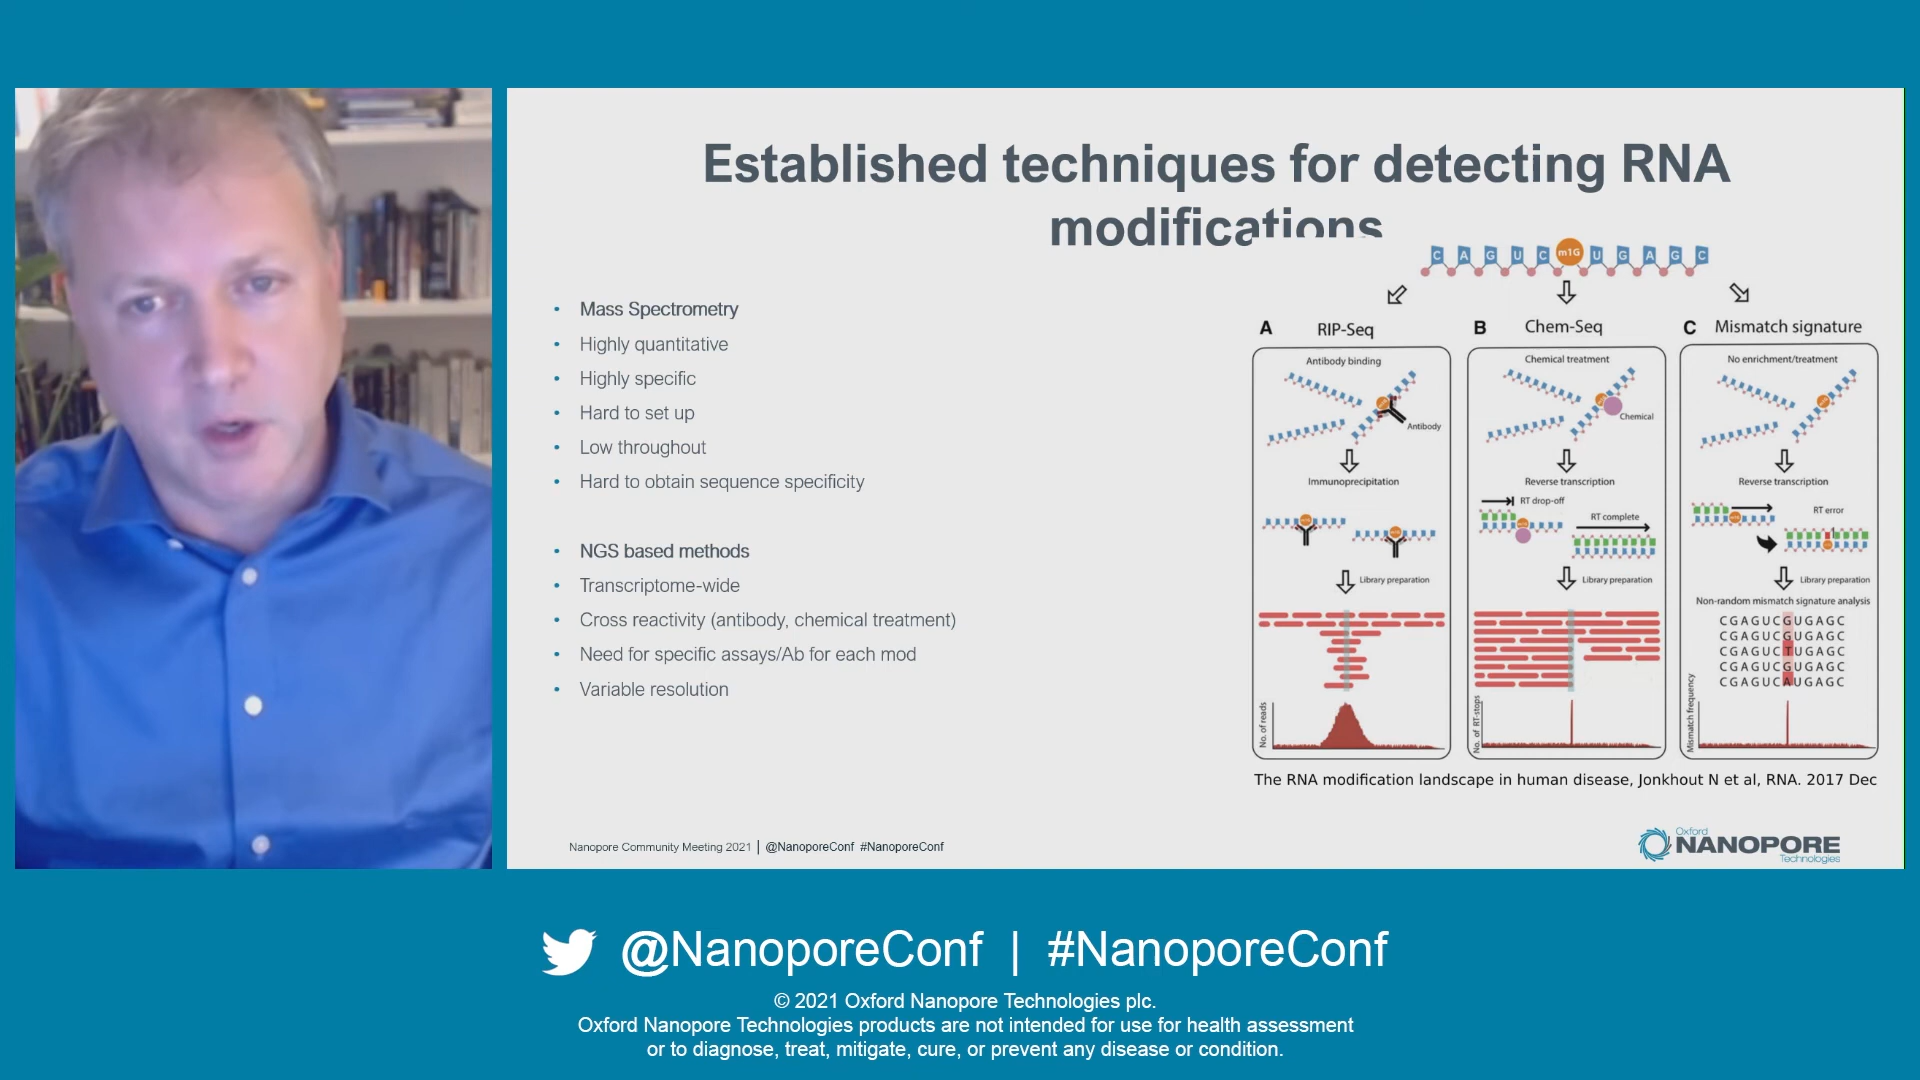 Established techniques for detecting RNA
modifications
• Mass Spectrometry
• Highly quantitative
• Highly specific
• Hard to set up
• Low throughout
• Hard to obtain sequence specificity
• NGS based methods
• Transcriptome-wide
• Cross reactivity (antibody, chemical treatment)
• Need for specific assays/Ab for each mod
• Variable resolution
C A G U C m1G U G A G C
A RIP-Seq
Antibody binding
Antibody
Immunoprecipitation
Library preparation
No. of reads
B Chem-Seq
Chemical treatment
Chemical
Reverse transcription
RT drop-off
RT complete
Library preparation
No. of RT-stops
C Mismatch signature
No enrichment/treatment
Reverse transcription
RT error
Library preparation
Non-random mismatch signature analysis
CGAGUCGUGAGC
CGAGUCGUGAGC
CGAGUCTUGAGC
CGAGUCGUGAGC
CGAGUCAUGAGC
Mismatch frequency
The RNA modification landscape in human disease, Jonkhout N et al, RNA. 2017 Dec
Nanopore Community Meeting 2021 | @NanoporeConf #NanoporeConf
Oxford
NANOPORE
Technologies
@NanoporeConf | #NanoporeConf
© 2021 Oxford Nanopore Technologies plc.
Oxford Nanopore Technologies products are not intended for use for health assessment
or to diagnose, treat, mitigate, cure, or prevent any disease or condition.